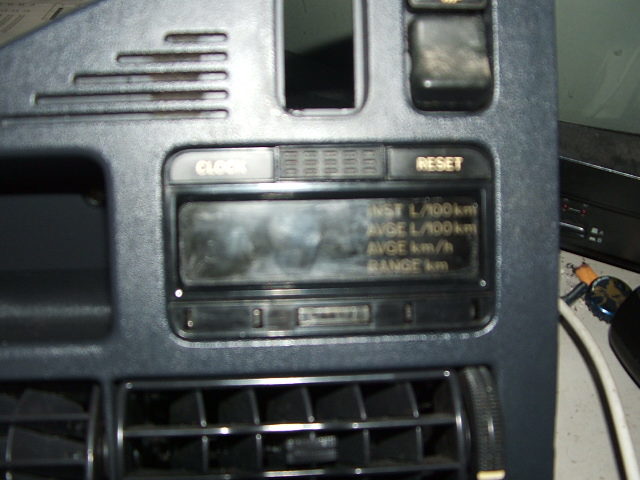 CLOCK
RESET
INST L/100km
AVGE L/100km
AVGE km/h
RANGE km